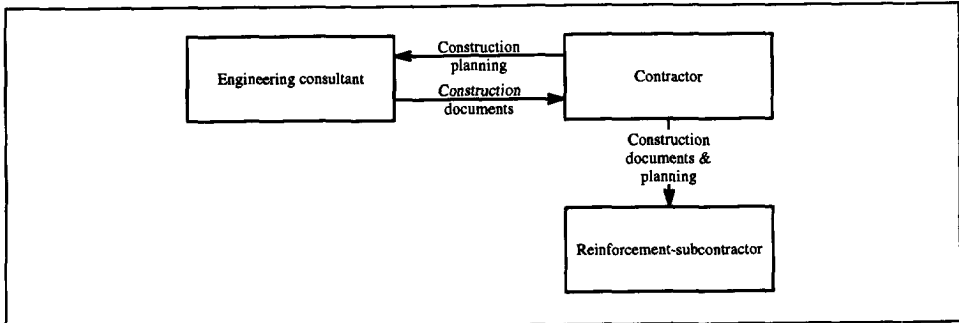 Construction
planning
Engineering consultant
Contractor
Construction
documents
Construction
documents &
planning
Reinforcement-subcontractor